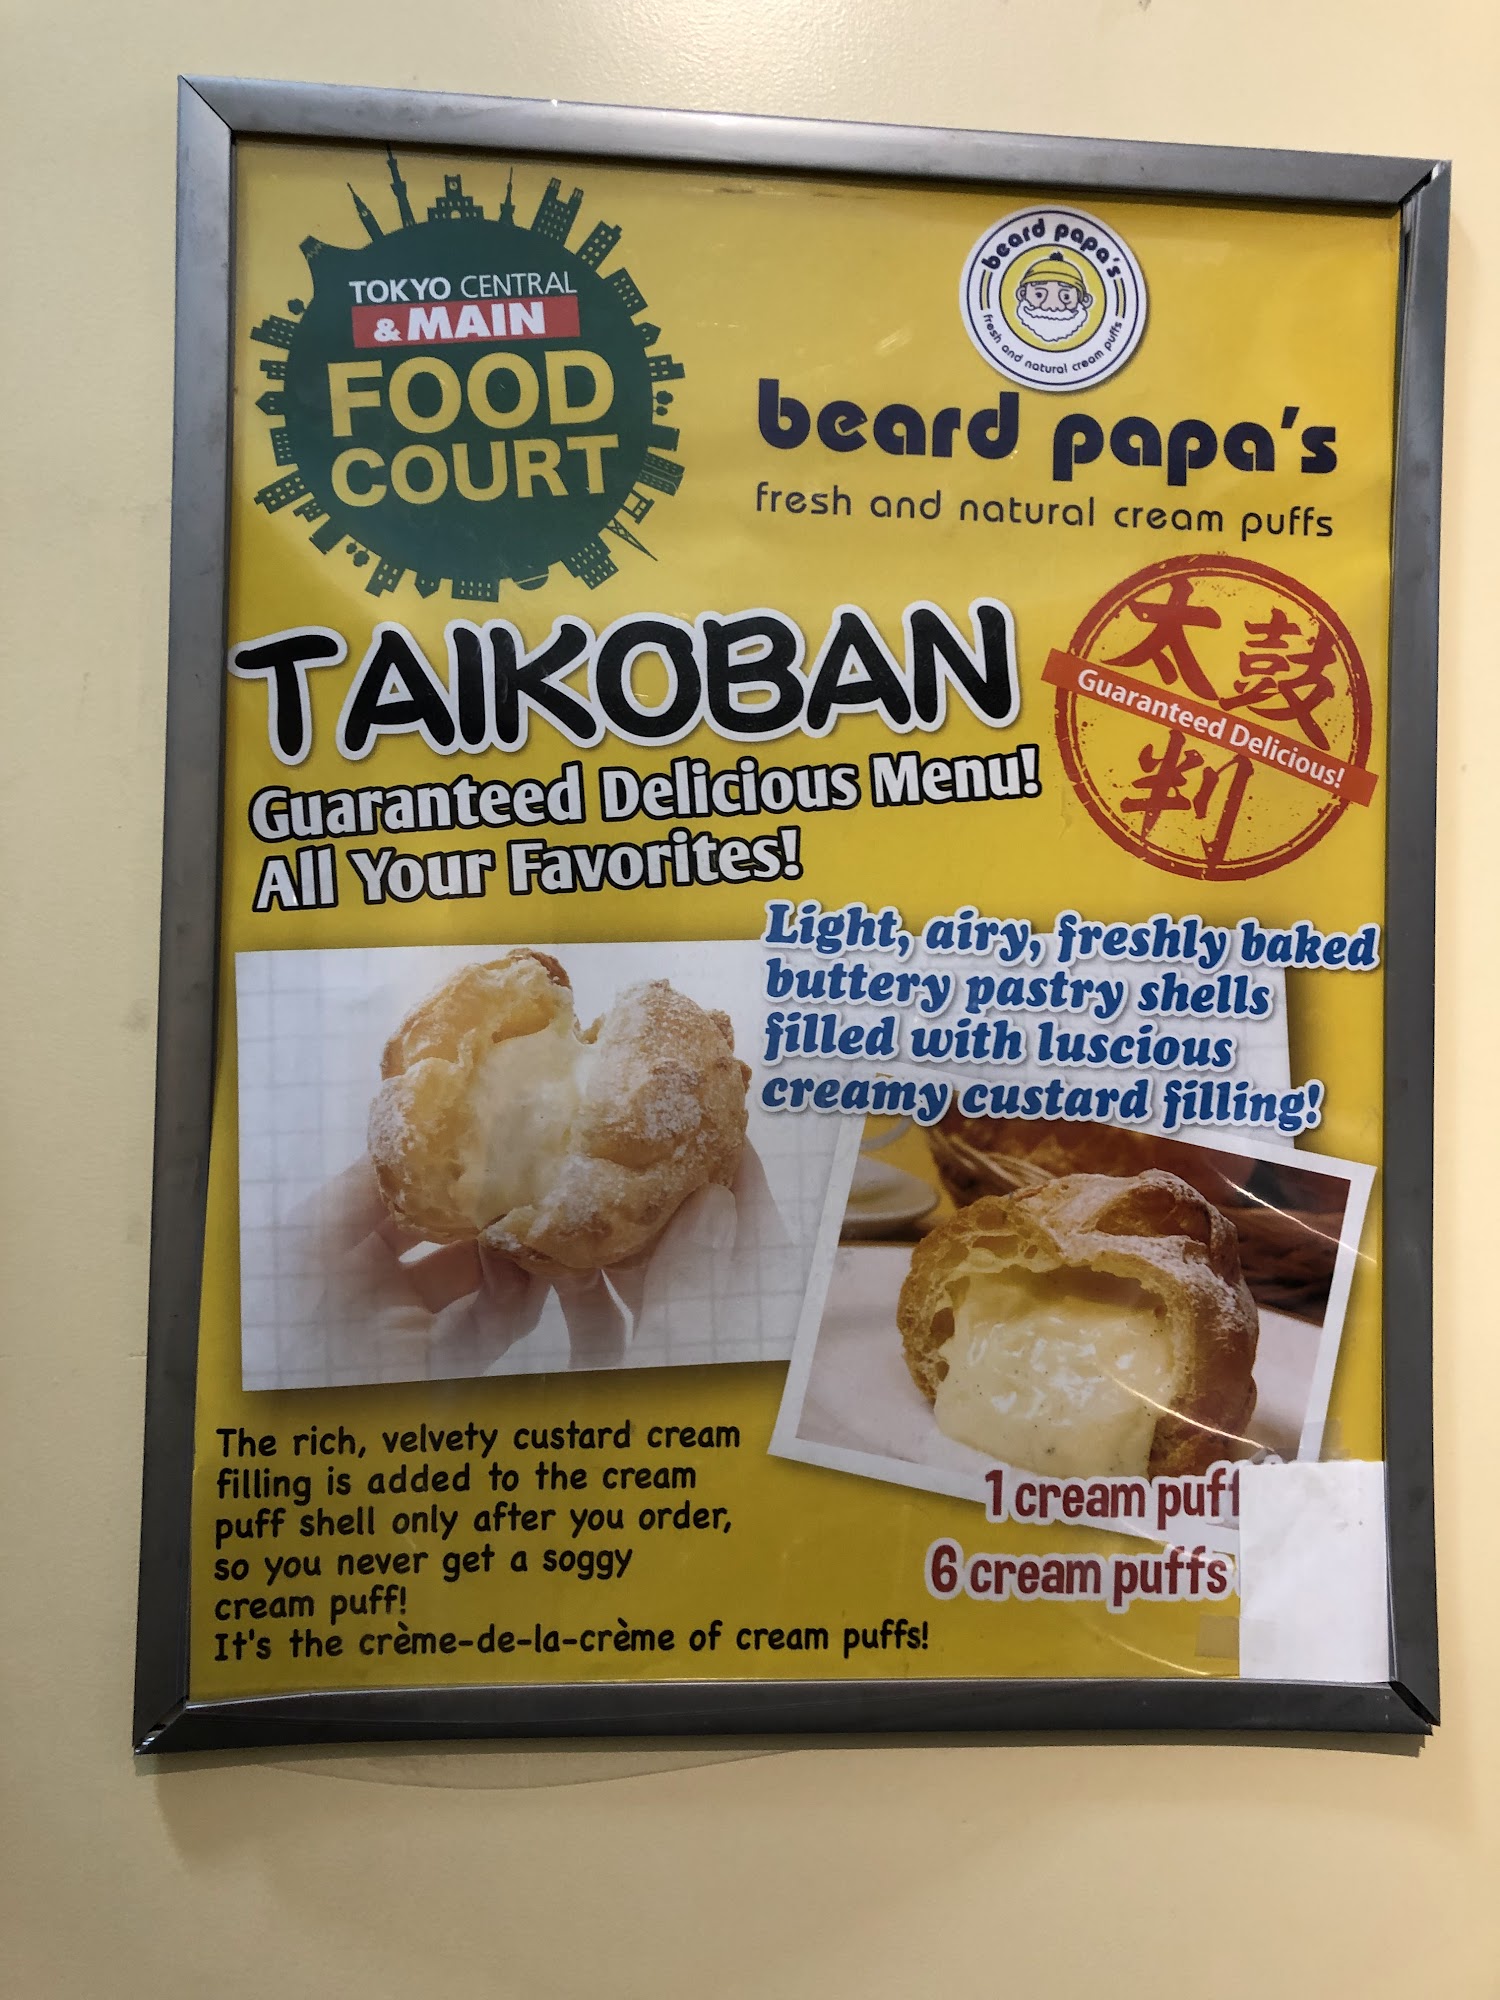 TOKYO CENTRAL
& MAIN
FOOD
COURT
beard papa's
fresh and natural cream puffs
beard papa's
fresh and natural cream puffs
TAIKOBAN
Guaranteed Delicious Menu!
All Your Favorites!
太鼓
Guaranteed Delicious!
判
Light, airy, freshly baked
buttery pastry shells
filled with luscious
creamy custard filling!
The rich, velvety custard cream
filling is added to the cream
puff shell only after you order,
so you never get a soggy
cream puff!
It's the crème-de-la-crème of cream puffs!
1 cream puff
6 cream puffs